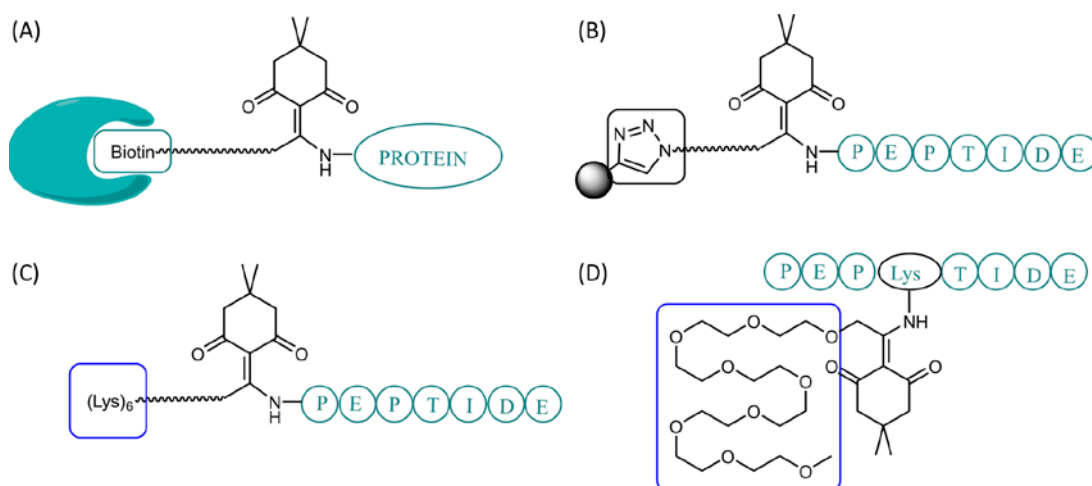 (A)
O O
Biotin
N
H
PROTEIN
(B)
O O
N
N
N
N
H
P E P T I D E
(C)
O O
(Lys)6
N
H
P E P T I D E
(D)
P E P Lys T I D E
NH
O O O
O O
O O
O O
O O